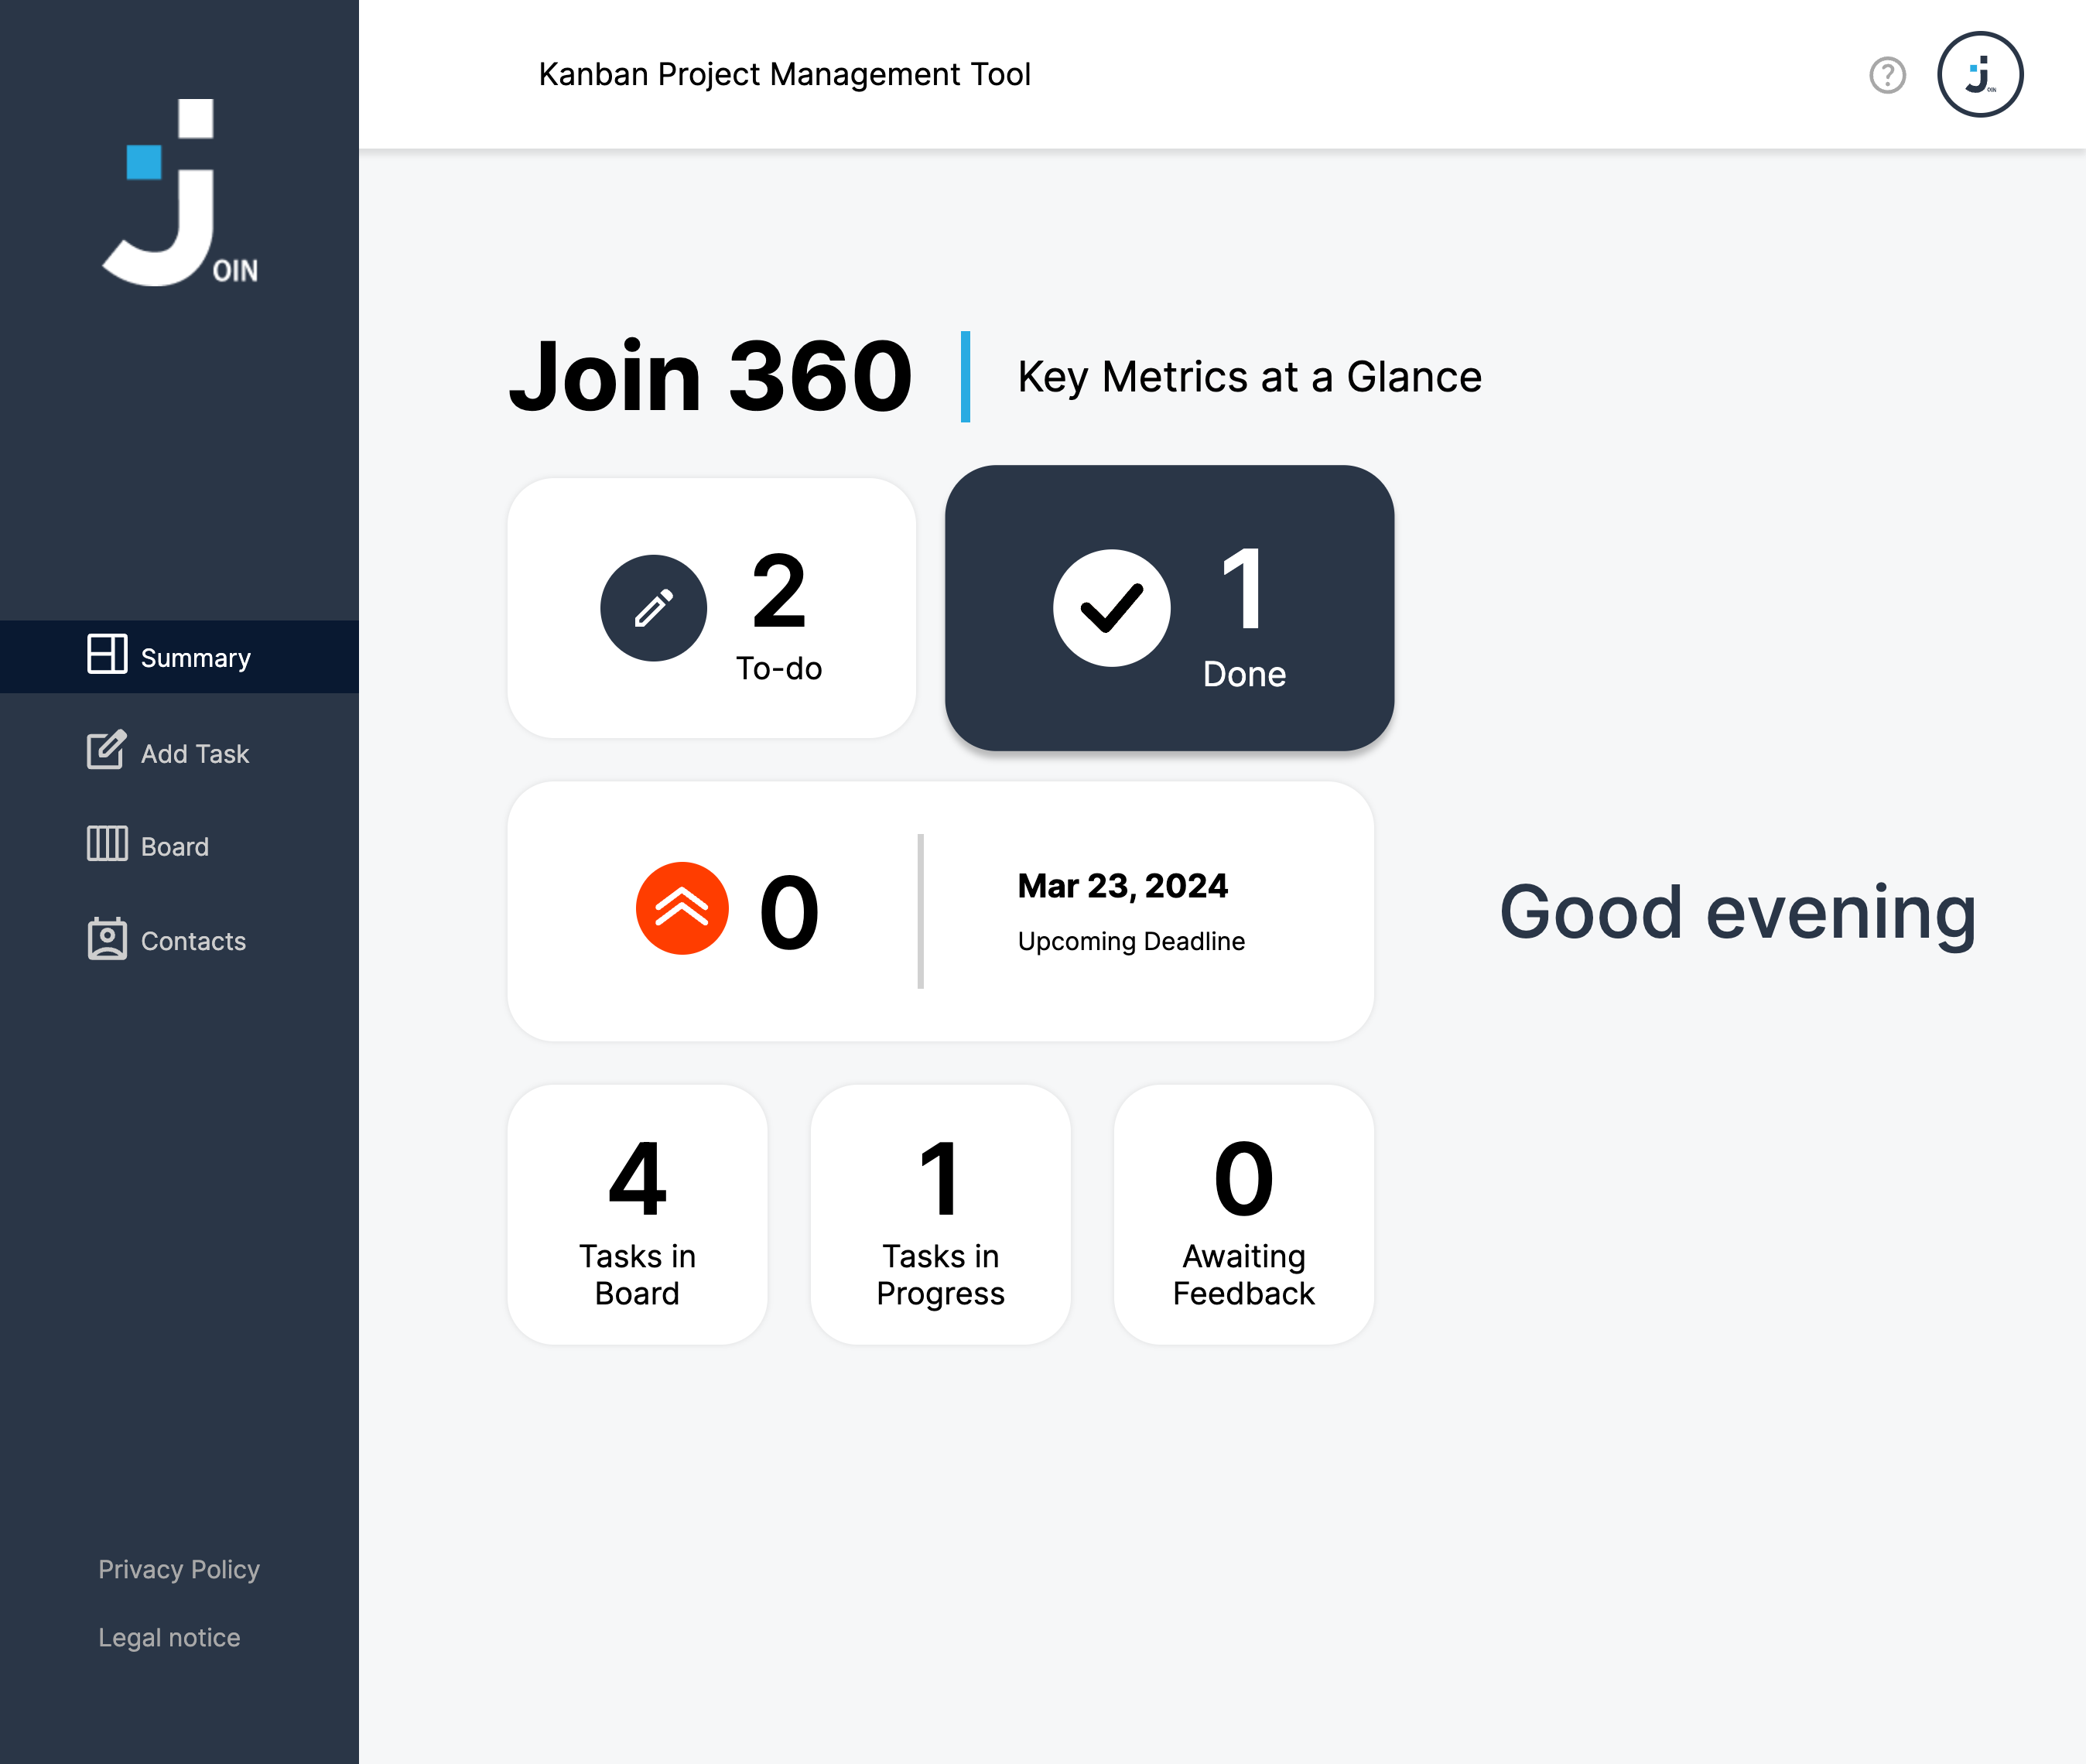 OIN
Summary
Add Task
Board
Contacts
Privacy Policy
Legal notice
Kanban Project Management Tool
?
OIN
Join 360
Key Metrics at a Glance
2
To-do
1
Done
0
Mar 23, 2024
Upcoming Deadline
4
Tasks in
Board
1
Tasks in
Progress
0
Awaiting
Feedback
Good evening